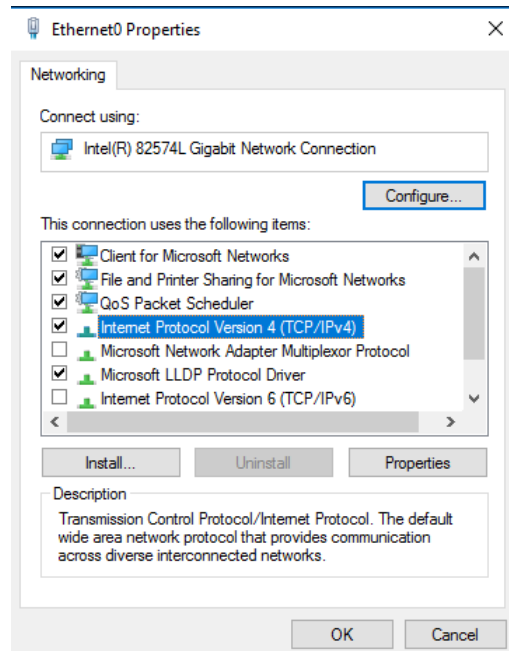 Ethernet0 Properties
Networking
Connect using:
Intel(R) 82574L Gigabit Network Connection
Configure...
This connection uses the following items:
Client for Microsoft Networks
File and Printer Sharing for Microsoft Networks
QoS Packet Scheduler
Internet Protocol Version 4 (TCP/IPv4)
Microsoft Network Adapter Multiplexor Protocol
Microsoft LLDP Protocol Driver
Internet Protocol Version 6 (TCP/IPv6)
Install... Uninstall Properties
Description
Transmission Control Protocol/Internet Protocol. The default
wide area network protocol that provides communication
across diverse interconnected networks.
OK Cancel